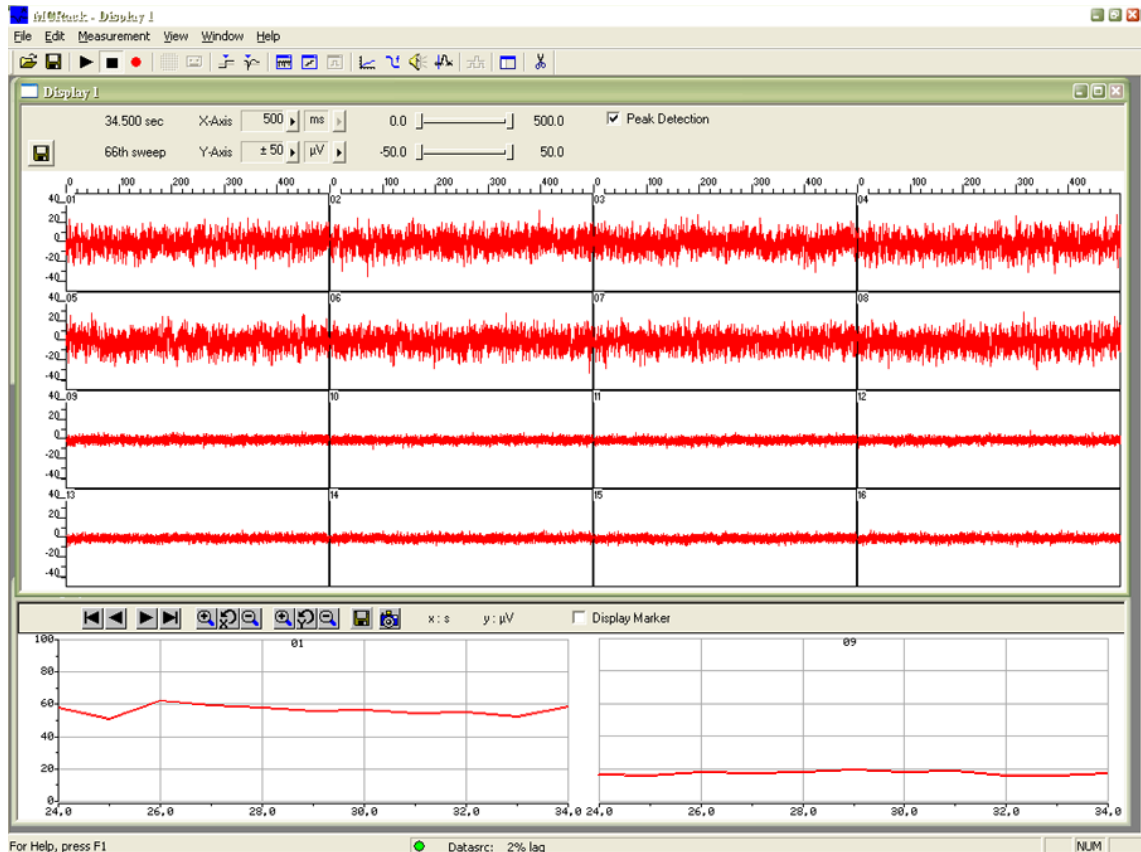 MCRack - Display 1
File Edit Measurement View Window Help
Display 1
34.500 sec X-Axis 500 ms 0.0 500.0 Peak Detection
66th sweep Y-Axis ± 50 µV -50.0 50.0
0 100 200 300 400 0 100 200 300 400 0 100 200 300 400 0 100 200 300 400
40 01 02 03 04
20
0
-20
-40
40 05 06 07 08
20
0
-20
-40
40 09 10 11 12
20
0
-20
-40
40 13 14 15 16
20
0
-20
-40
x : s y : µV Display Marker
100 01 09
80
60
40
20
0
24,0 26,0 28,0 30,0 32,0 34,0 24,0 26,0 28,0 30,0 32,0 34,0
For Help, press F1 Datasrc: 2% lag NUM